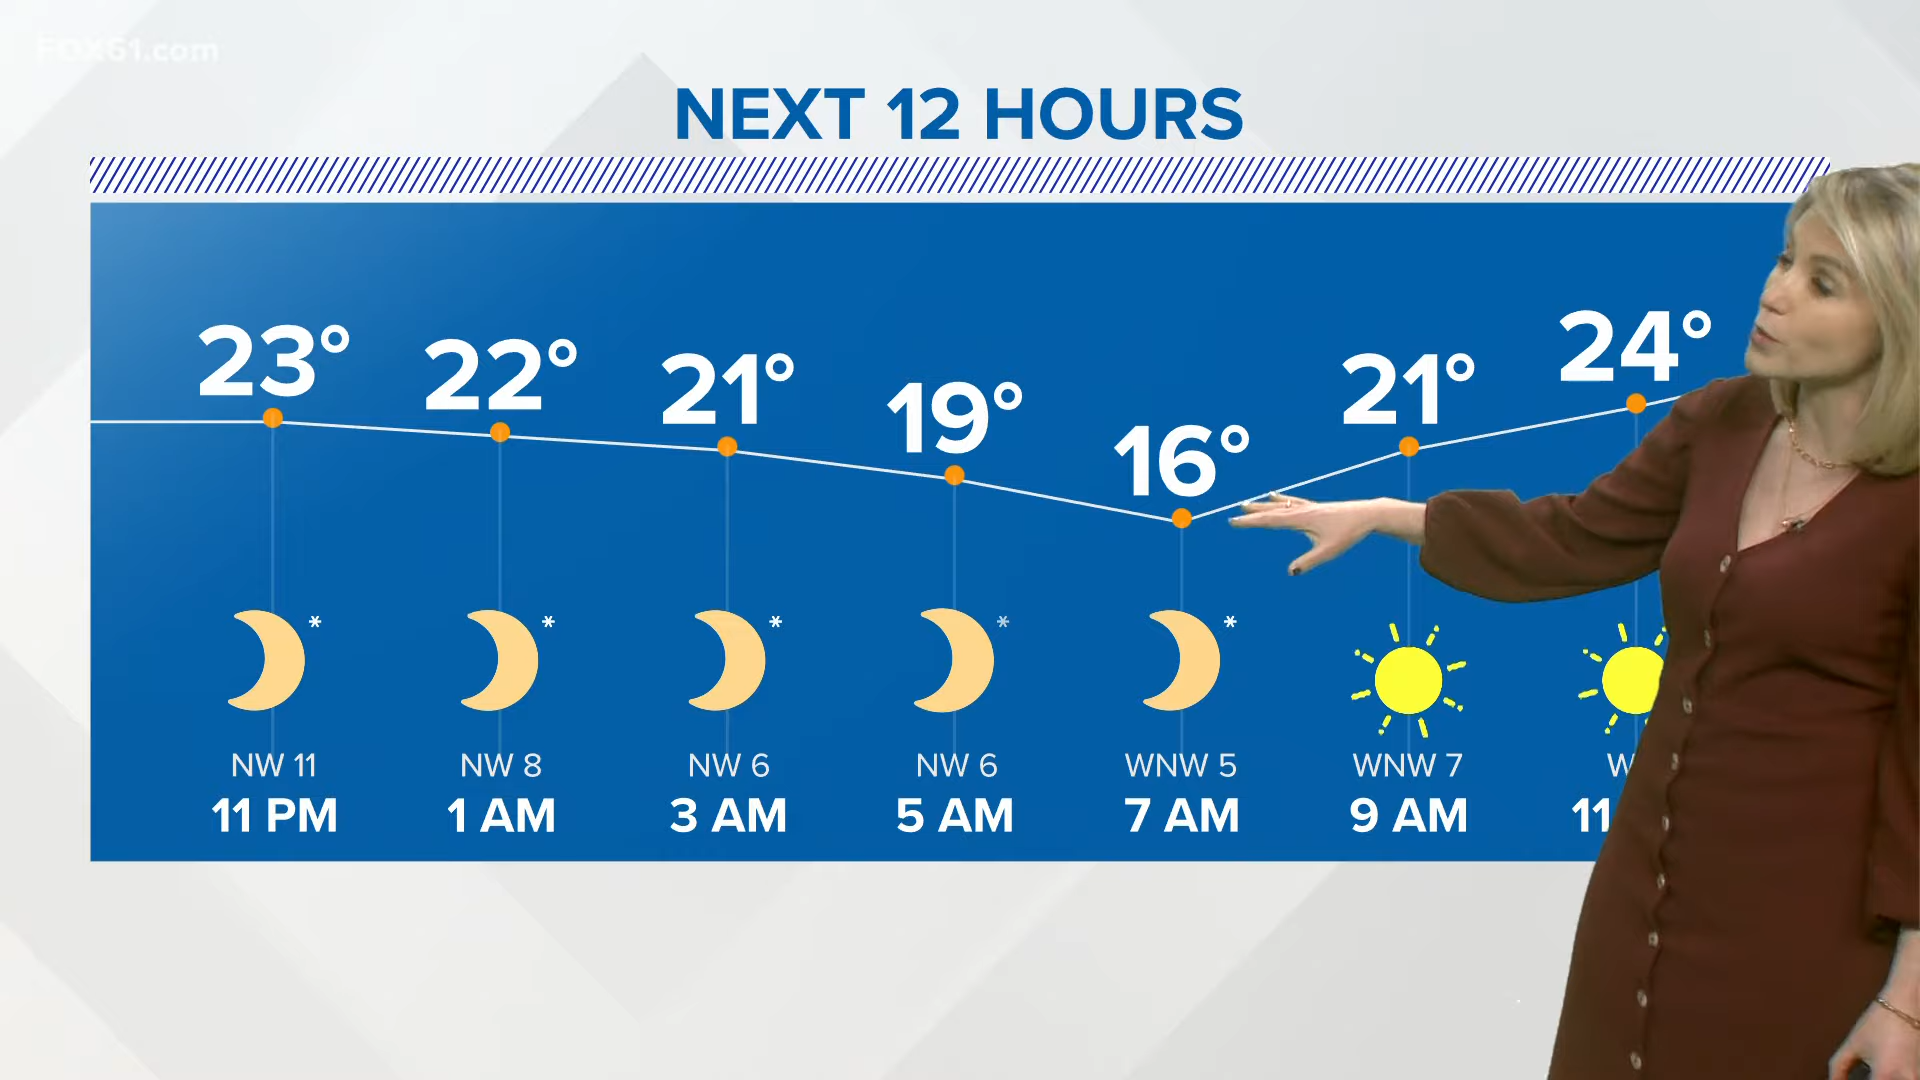 FOX61.com
NEXT 12 HOURS
23° 22° 21° 19° 16° 21° 24°
NW 11 NW 8 NW 6 NW 6 WNW 5 WNW 7
11 PM 1 AM 3 AM 5 AM 7 AM 9 AM 11